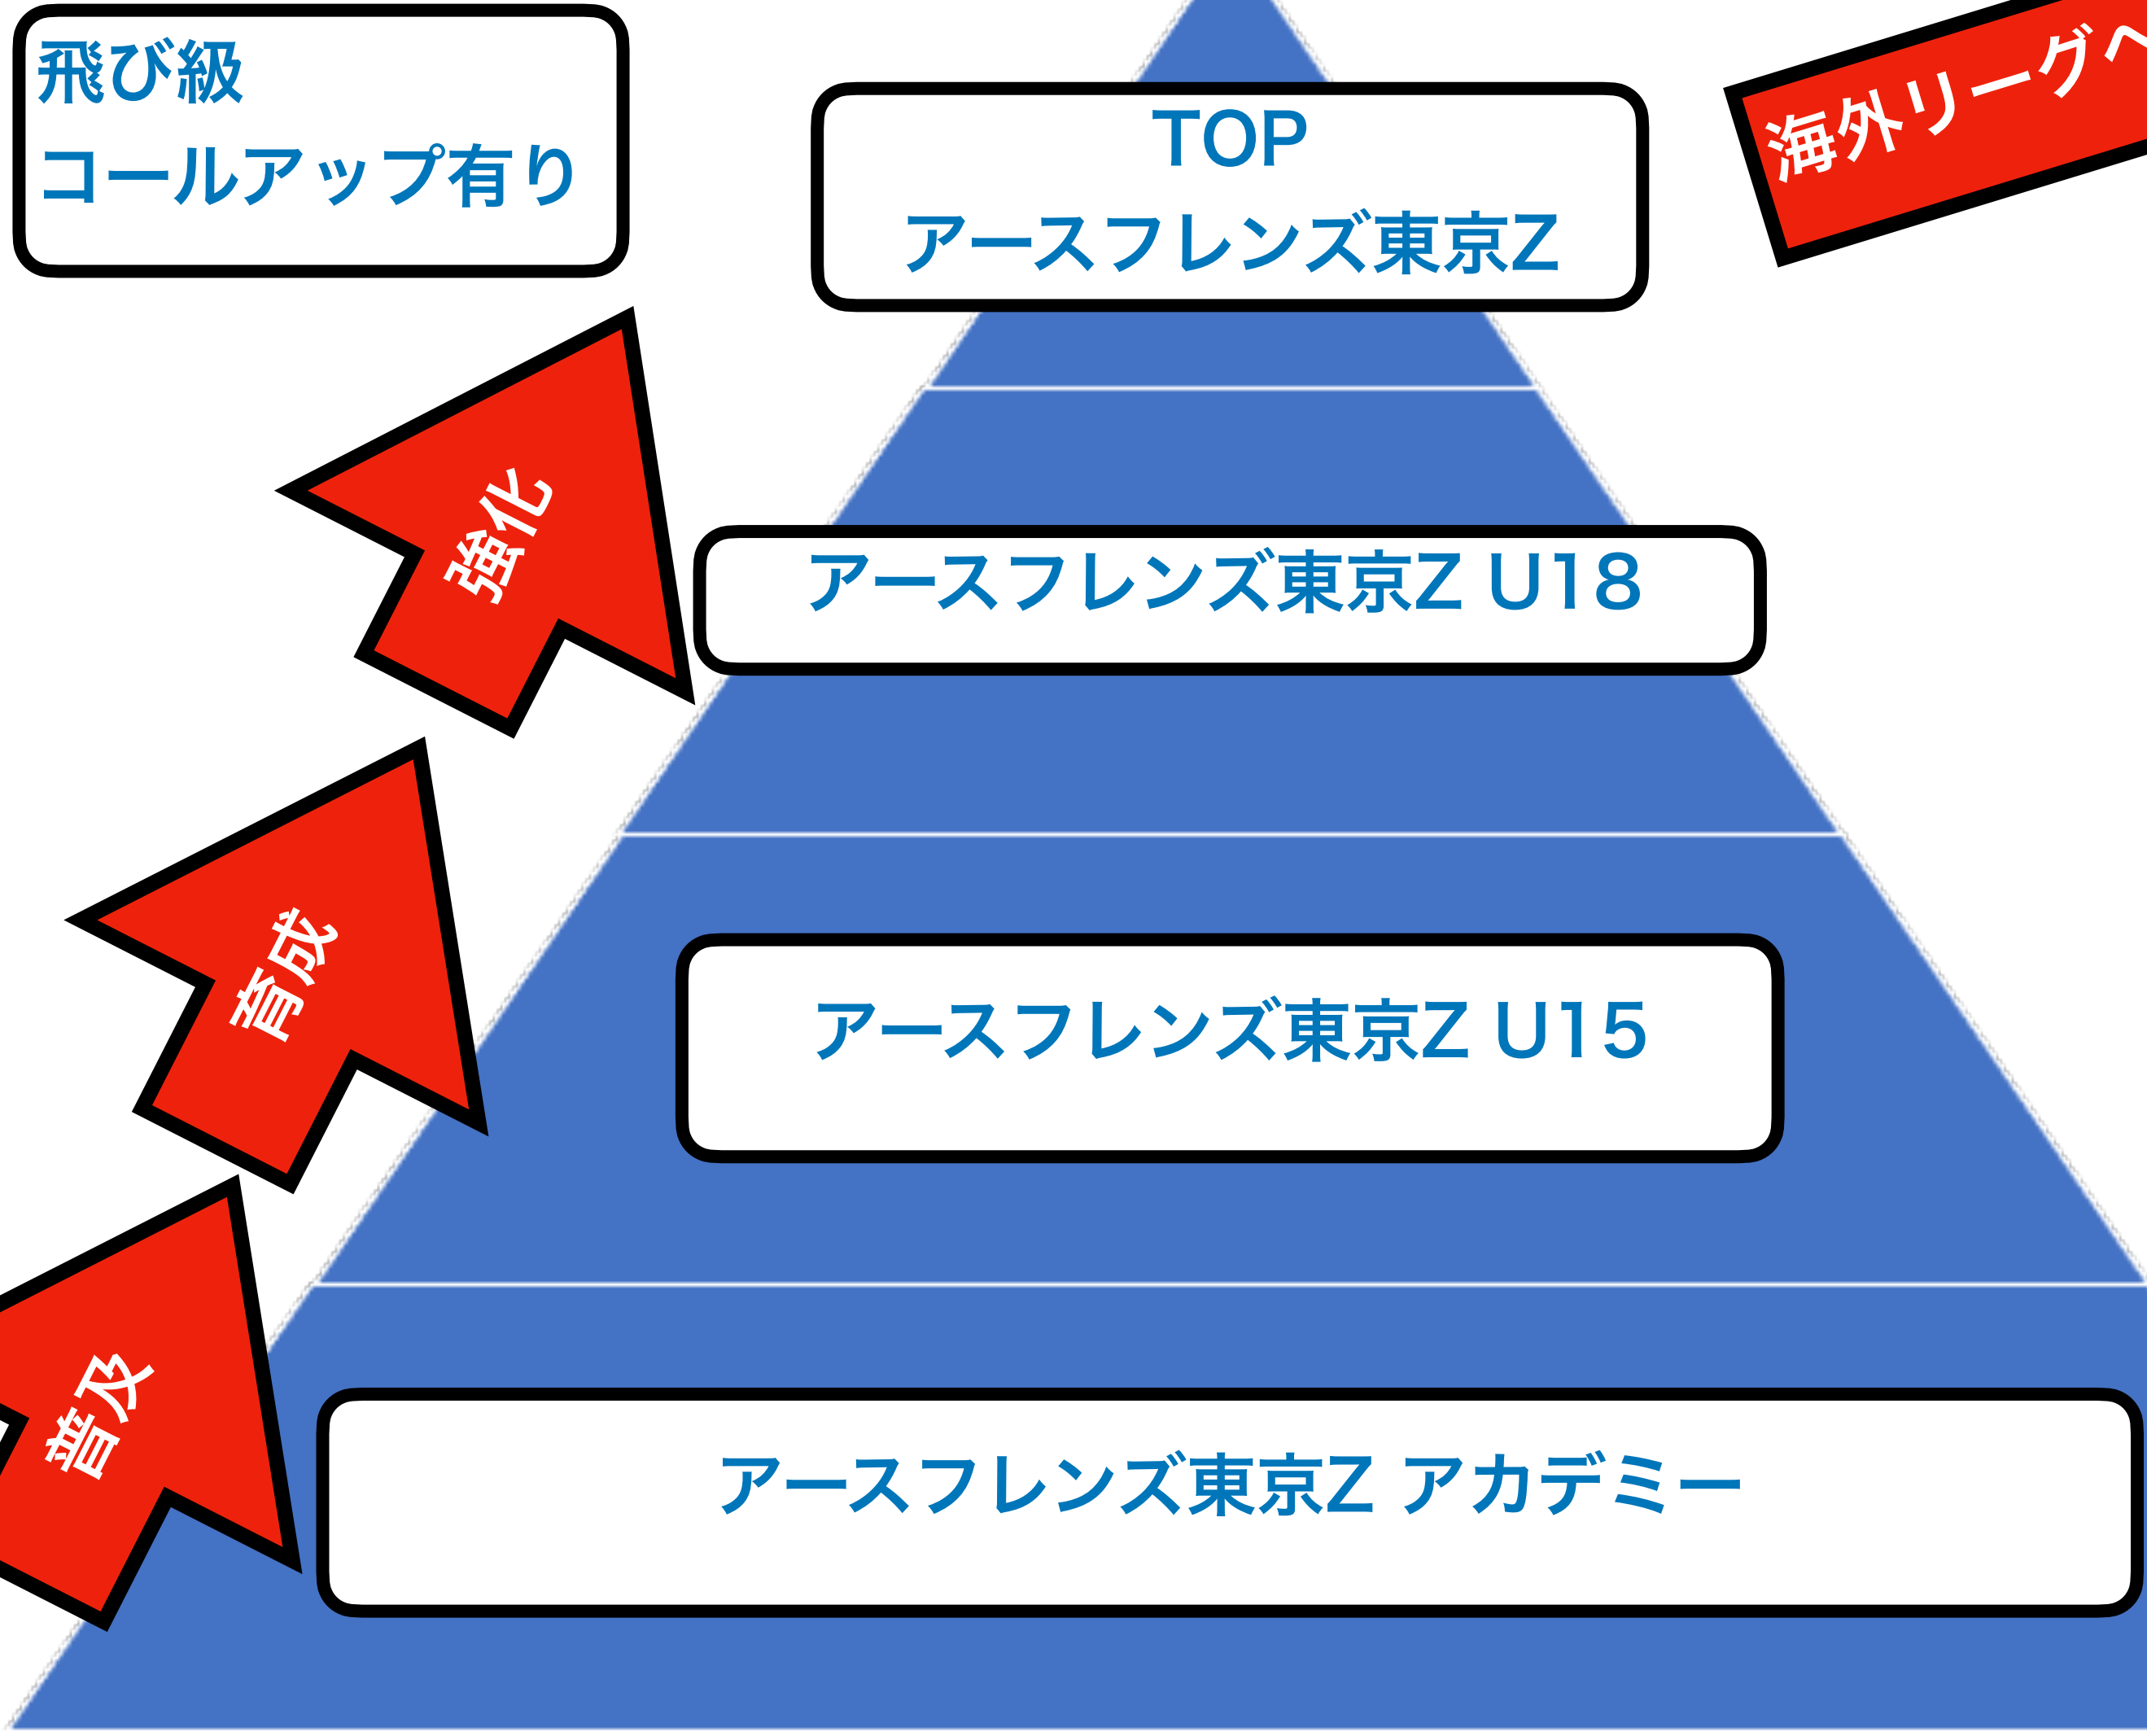 飛び級
コールアップ有り
TOP
アースフレンズ東京Z
海外リーグへ
強化
アースフレンズ東京Z U18
育成
アースフレンズ東京Z U15
普及
アースフレンズ東京Z アカデミー